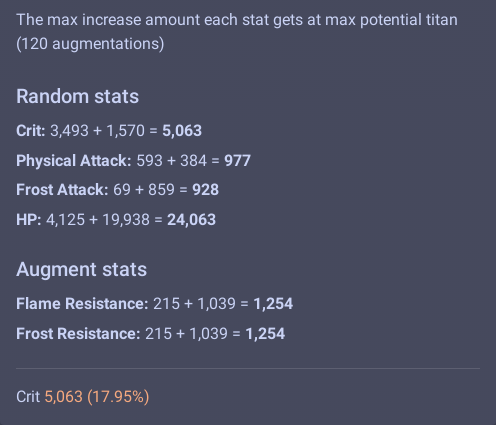 The max increase amount each stat gets at max potential titan
(120 augmentations)
Random stats
Crit: 3,493 + 1,570 = 5,063
Physical Attack: 593 + 384 = 977
Frost Attack: 69 + 859 = 928
HP: 4,125 + 19,938 = 24,063
Augment stats
Flame Resistance: 215 + 1,039 = 1,254
Frost Resistance: 215 + 1,039 = 1,254
Crit 5,063 (17.95%)